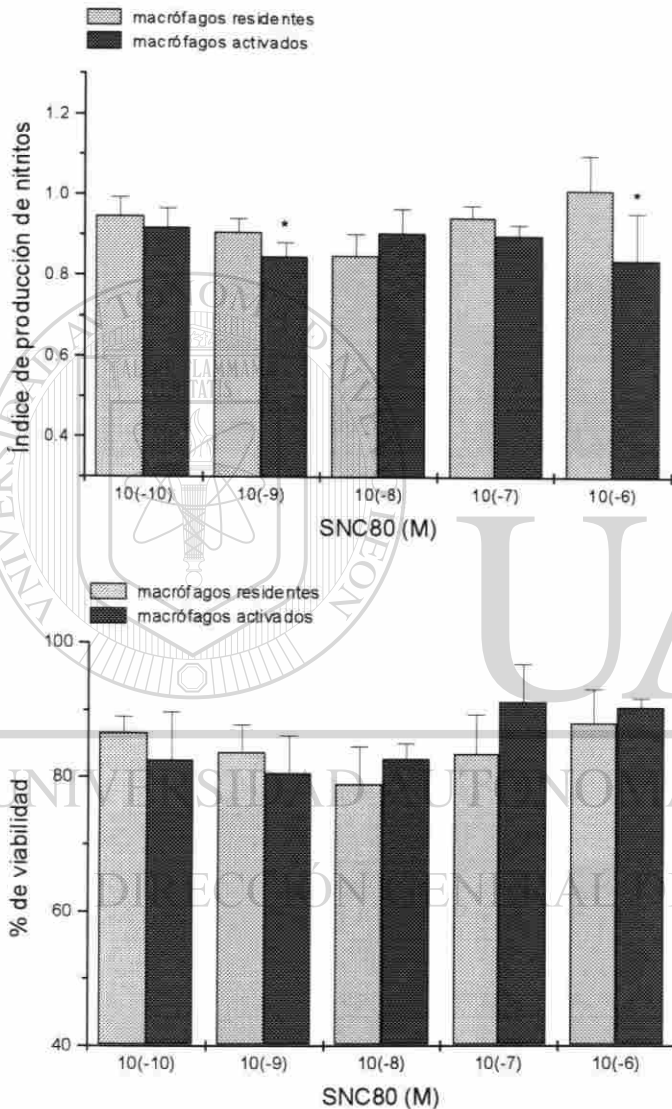 macrófagos residentes
macrófagos activados
Índice de producción de nitritos
1.2
1.0
0.8
0.6
0.4
*
*
10(-10) 10(-9) 10(-8) 10(-7) 10(-6)
SNC80 (M)
macrófagos residentes
macrófagos activados
% de viabilidad
100
80
60
40
10(-10) 10(-9) 10(-8) 10(-7) 10(-6)
SNC80 (M)
UNIVERSIDAD AUTÓNOM
DIRECCIÓN GENERAL
UA